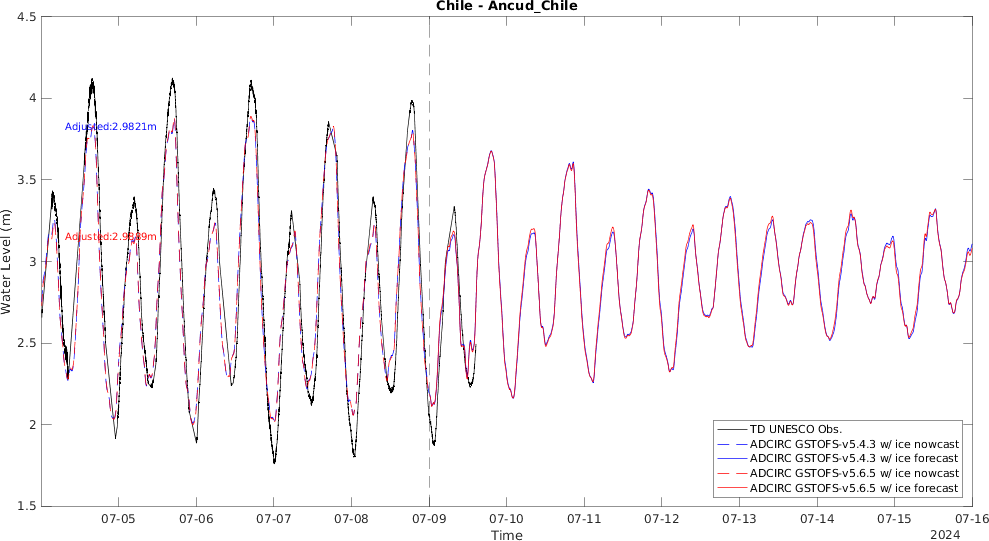 Chile - Ancud_Chile
4.5
4
3.5
3
2.5
2
1.5
Water Level (m)
Adjusted:2.9821m
Adjusted:2.9389m
TD UNESCO Obs.
ADCIRC GSTOFS-v5.4.3 w/ ice nowcast
ADCIRC GSTOFS-v5.4.3 w/ ice forecast
ADCIRC GSTOFS-v5.6.5 w/ ice nowcast
ADCIRC GSTOFS-v5.6.5 w/ ice forecast
07-05 07-06 07-07 07-08 07-09 07-10 07-11 07-12 07-13 07-14 07-15 07-16
Time
2024